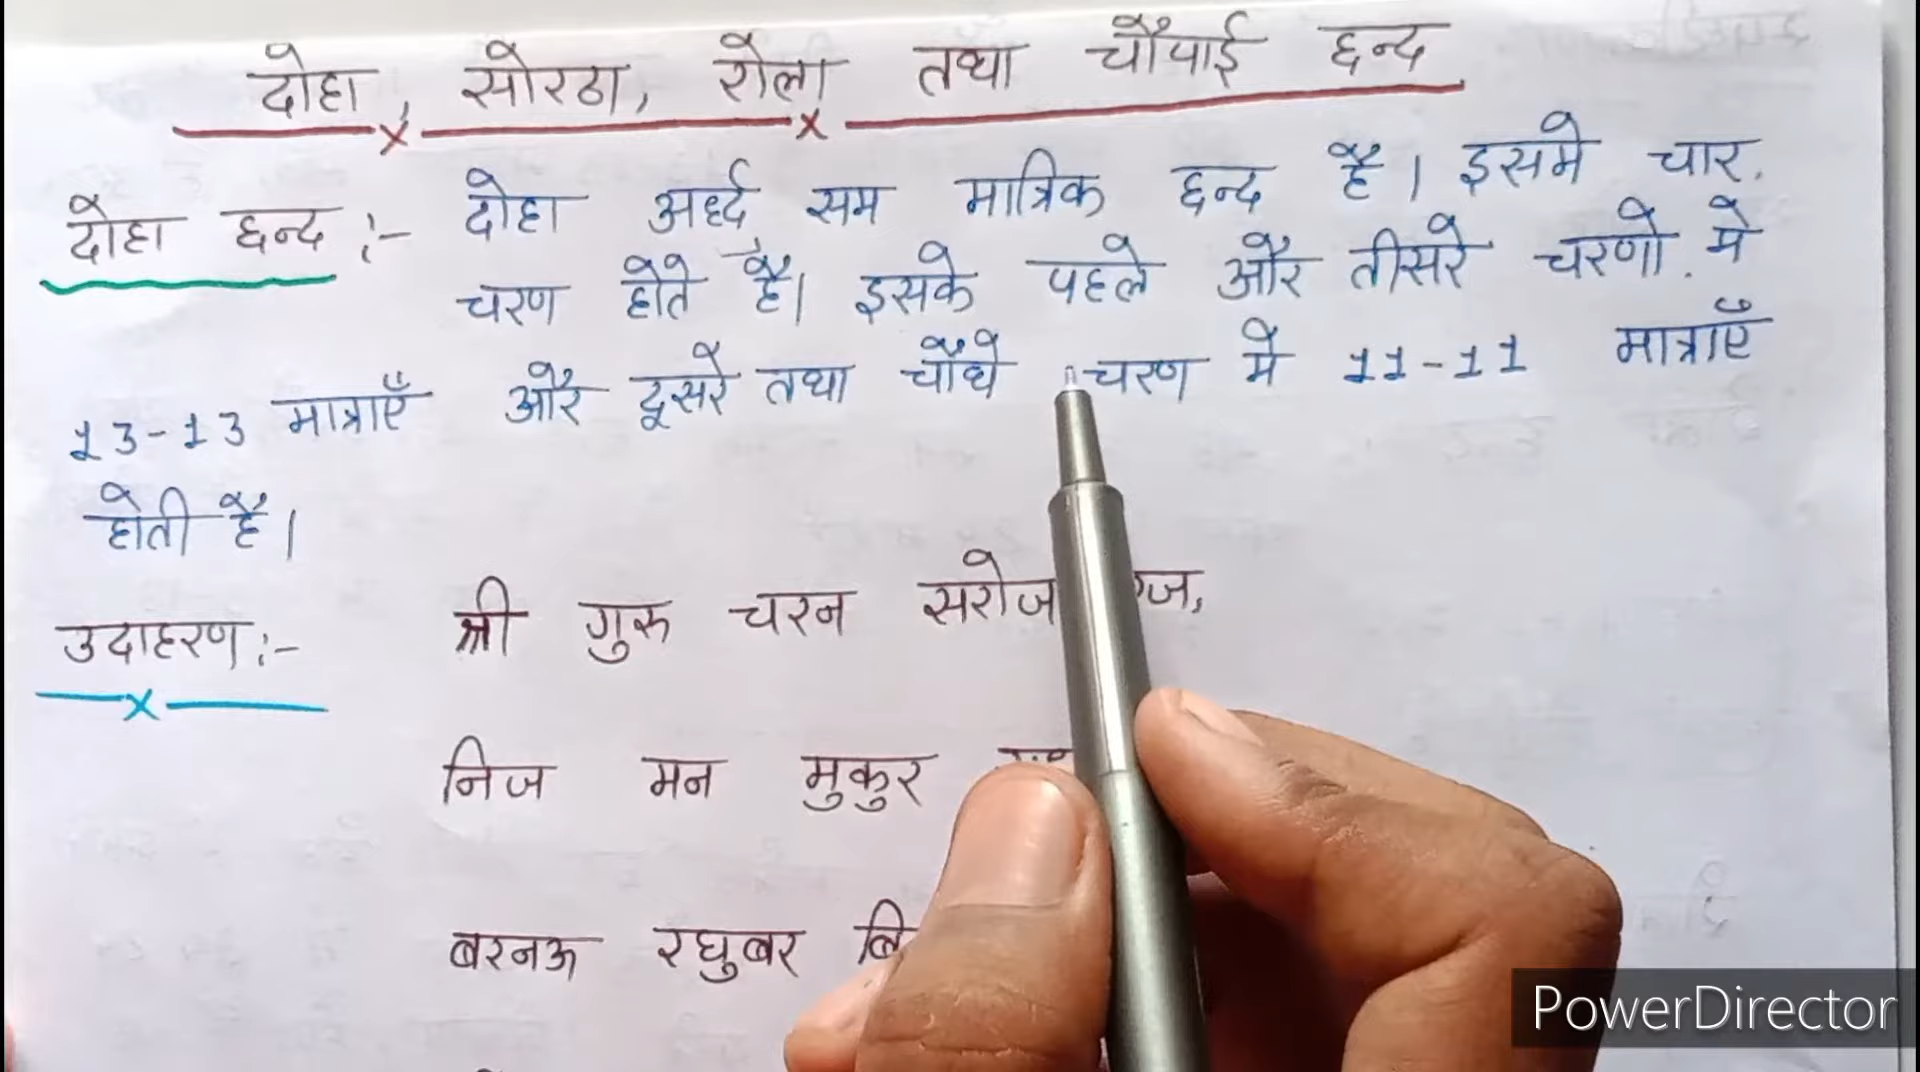 दोहा, सोरठा, रोला तथा चौपाई छन्द
दोहा छन्द :- दोहा अर्ध्द सम मात्रिक छन्द है। इसमे चार.
चरण होते है। इसके पहले और तीसरे चरणो मे
13-13 मात्राएँ और दूसरे तथा चौथे चरण मे 11-11 मात्राएँ
होती है।
उदाहरण :- श्री गुरु चरन सरोज
निज मन मुकुर
बरनऊ रघुबर
PowerDirector